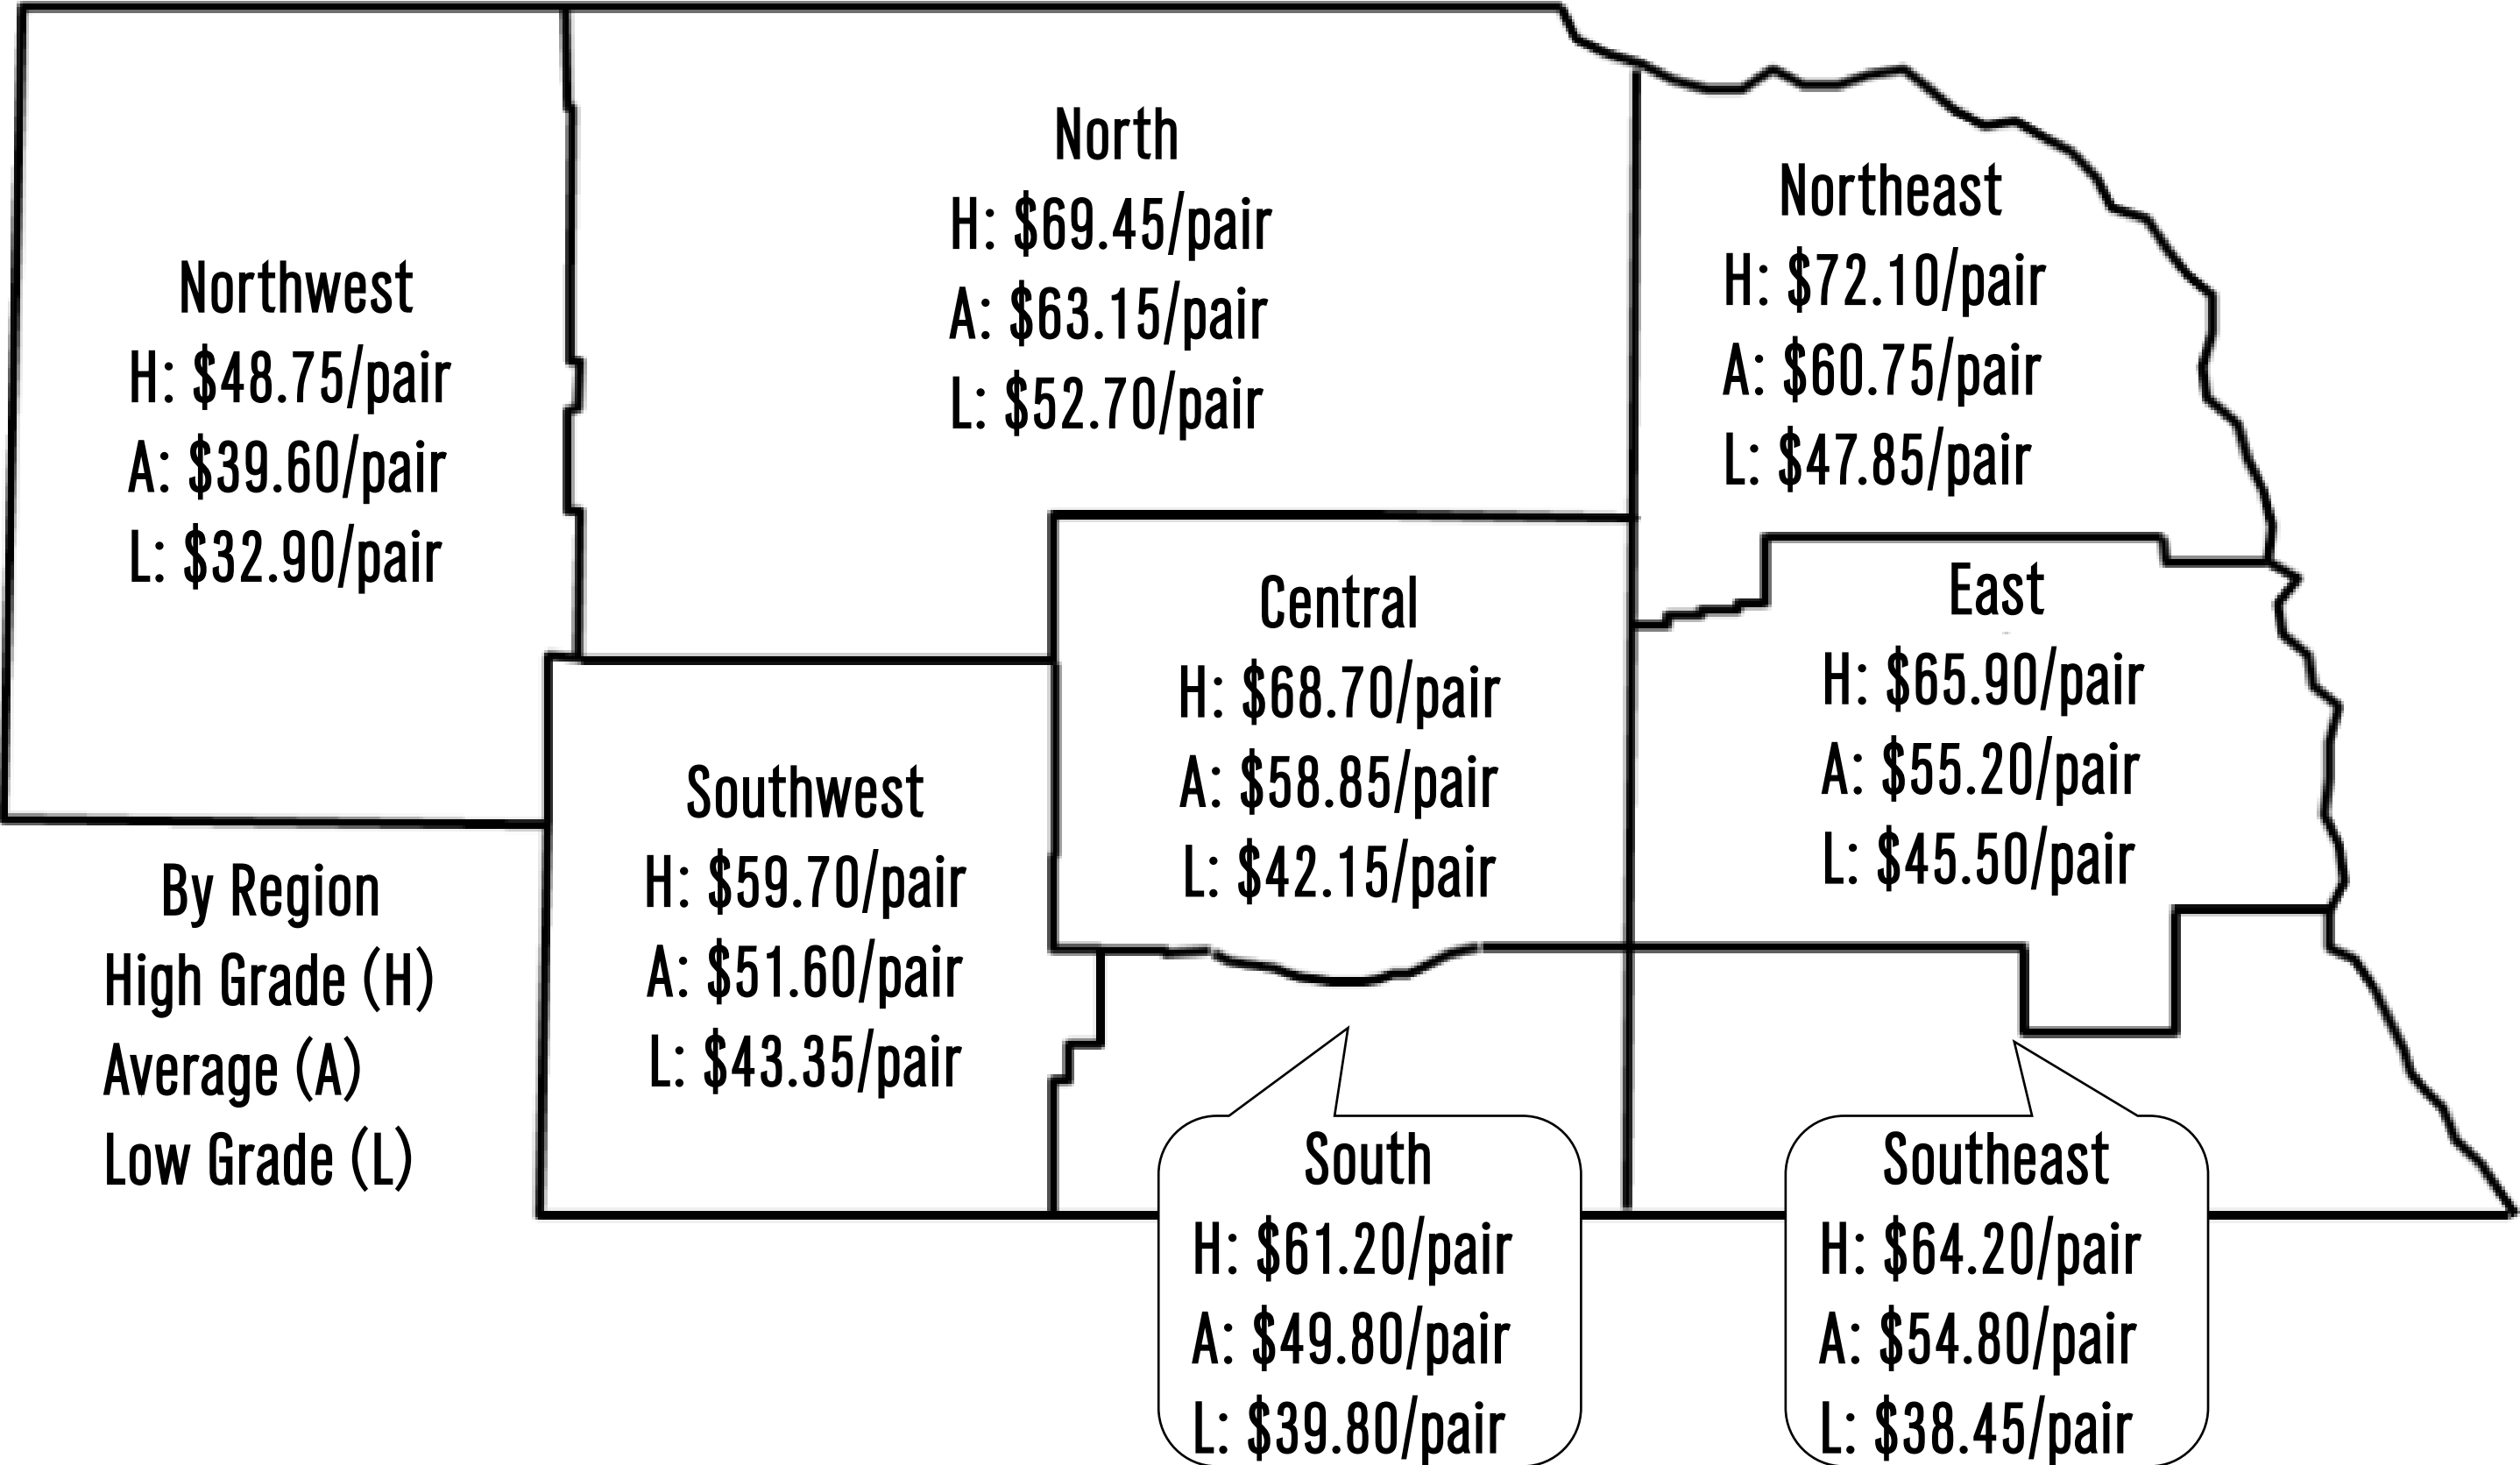 North
H: $69.45/pair
A: $63.15/pair
L: $52.70/pair
Northeast
H: $72.10/pair
A: $60.75/pair
L: $47.85/pair
Northwest
H: $48.75/pair
A: $39.60/pair
L: $32.90/pair
Central
H: $68.70/pair
A: $58.85/pair
L: $42.15/pair
East
H: $65.90/pair
A: $55.20/pair
L: $45.50/pair
Southwest
H: $59.70/pair
A: $51.60/pair
L: $43.35/pair
By Region
High Grade (H)
Average (A)
Low Grade (L)
South
H: $61.20/pair
A: $49.80/pair
L: $39.80/pair
Southeast
H: $64.20/pair
A: $54.80/pair
L: $38.45/pair